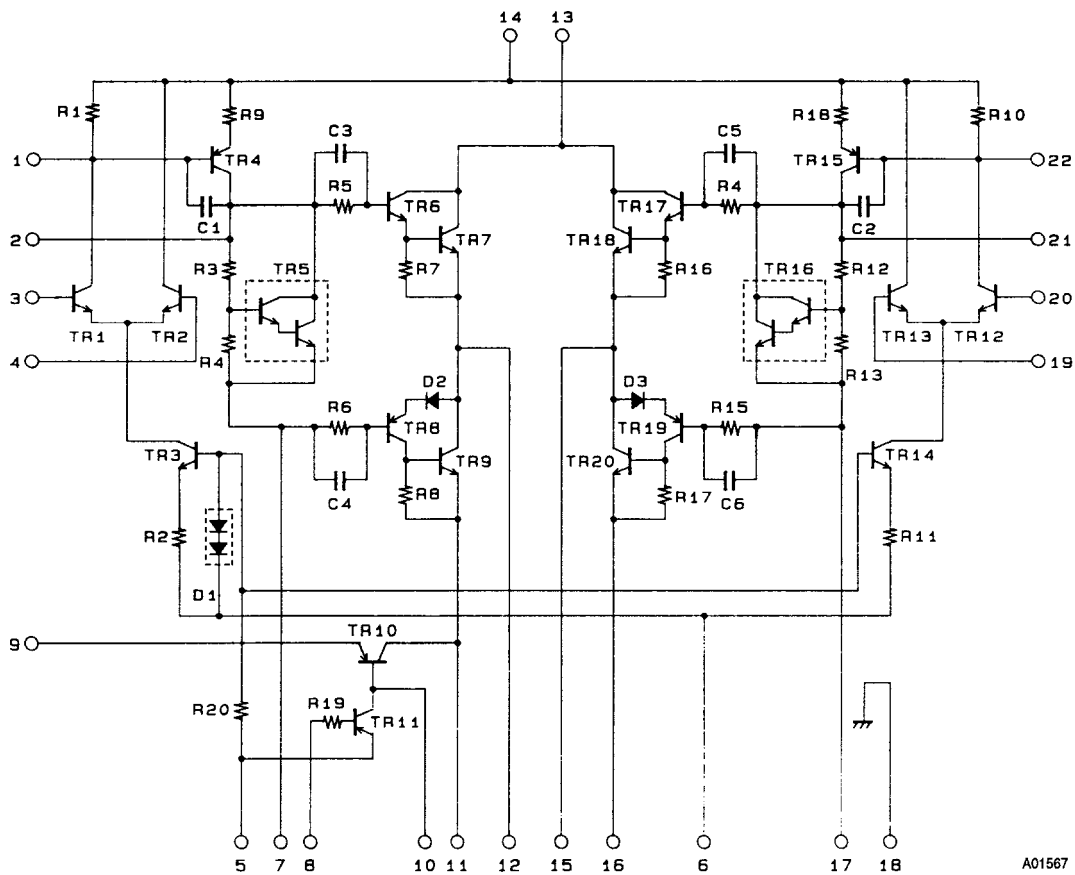 14 13
R1 R9 R18 R10
C3 C5
1 TR4 TR15 22
R5 TR6 TR17 R4
C1 C2
2 TR7 TR18 21
R3 TR5 R7 R16 TR16 R12
3 20
TR1 TR2 TR13 TR12
4 R4 R13 19
D2 D3
R6 TR8 TR19 R15
TR3 TR9 TR20 TR14
C4 R8 R17 C6
R2 R11
D1
9 TR10
R20 R19 TR11
5 7 8 10 11 12 15 16 6 17 18
A01567